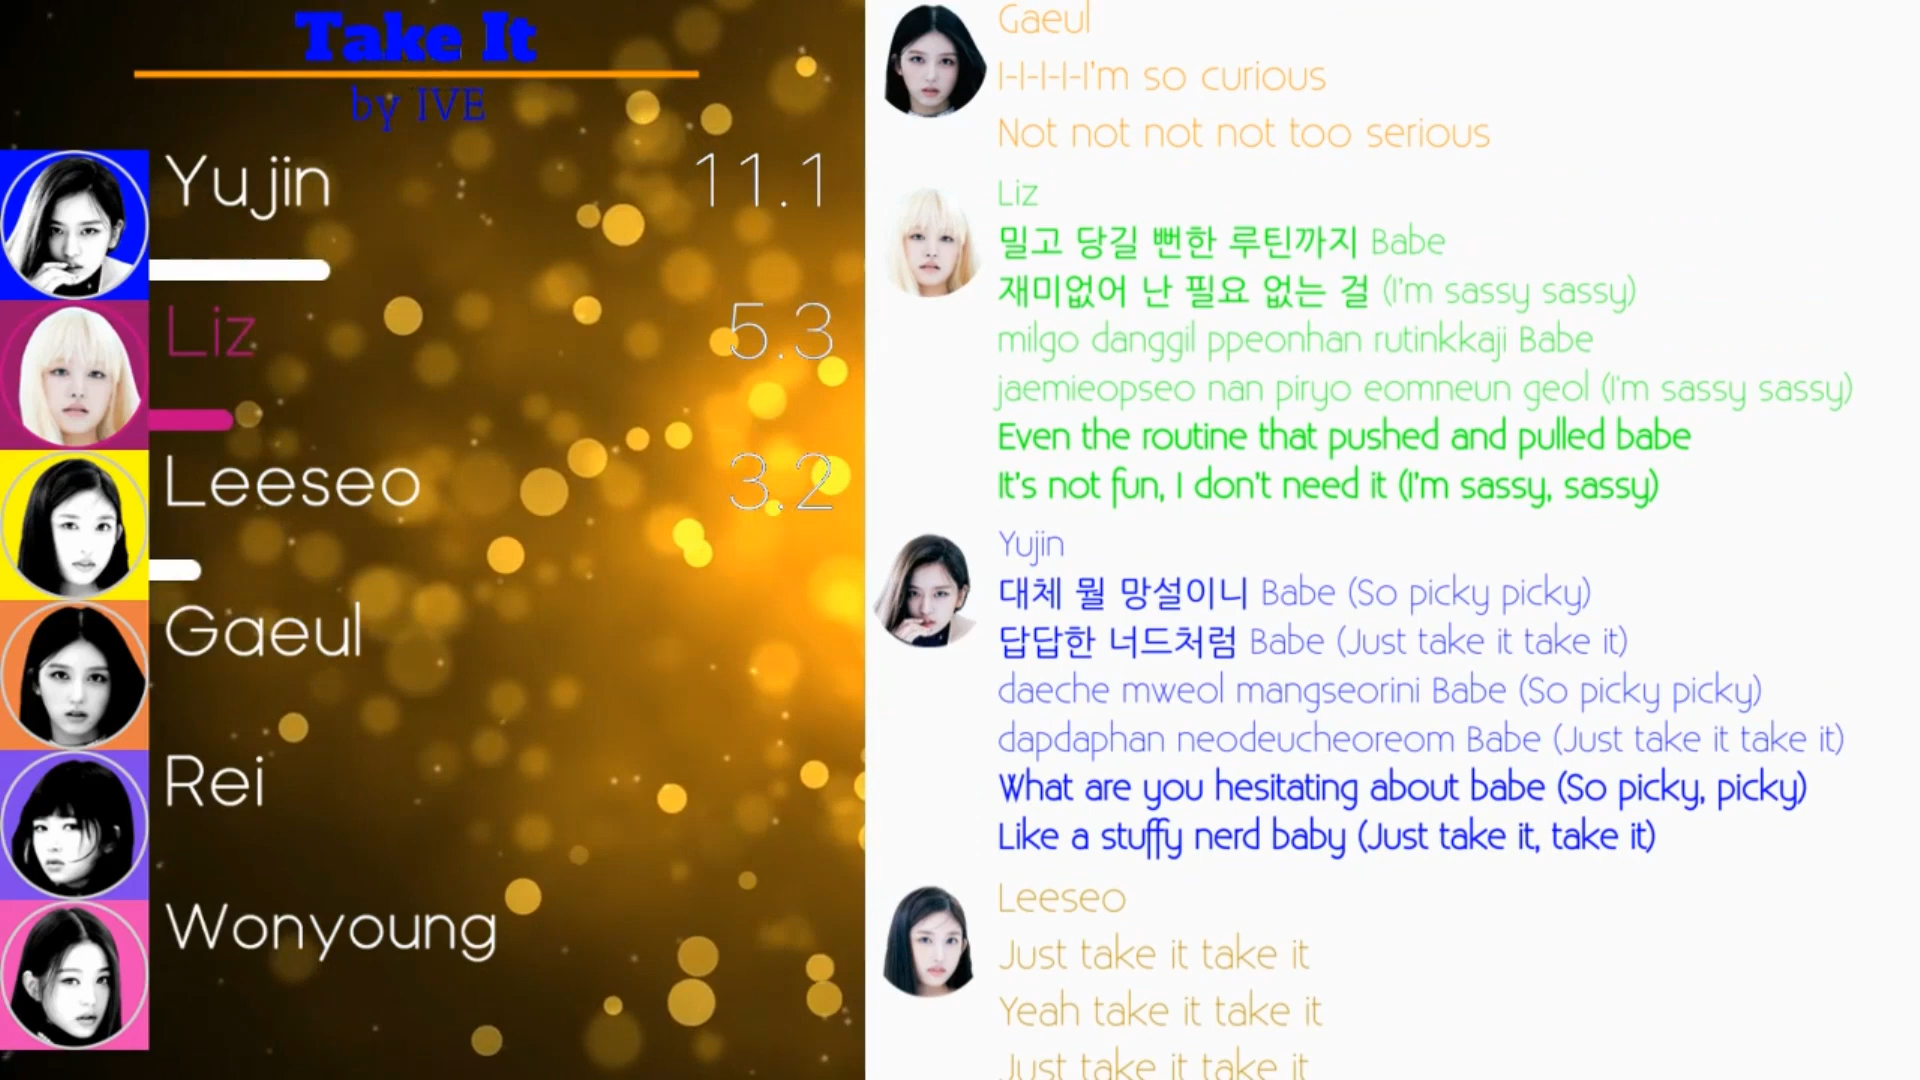 Take It
by IVE
Yujin
11.1
Liz
5.3
Leeseo
3.2
Gaeul
Rei
Wonyoung
Gaeul
I-I-I-I-I'm so curious
Not not not not too serious
Liz
밀고 당길 뻔한 루틴까지 Babe
재미없어 난 필요 없는 걸 (I'm sassy sassy)
milgo danggil ppeonhan rutinkkaji Babe
jaemieopseo nan piryo eomneun geol (I'm sassy sassy)
Even the routine that pushed and pulled babe
It's not fun, I don't need it (I'm sassy, sassy)
Yujin
대체 뭘 망설이니 Babe (So picky picky)
답답한 너드처럼 Babe (Just take it take it)
daeche mweol mangseorini Babe (So picky picky)
dapdaphan neodeucheoreom Babe (Just take it take it)
What are you hesitating about babe (So picky, picky)
Like a stuffy nerd baby (Just take it, take it)
Leeseo
Just take it take it
Yeah take it take it
Just take it take it